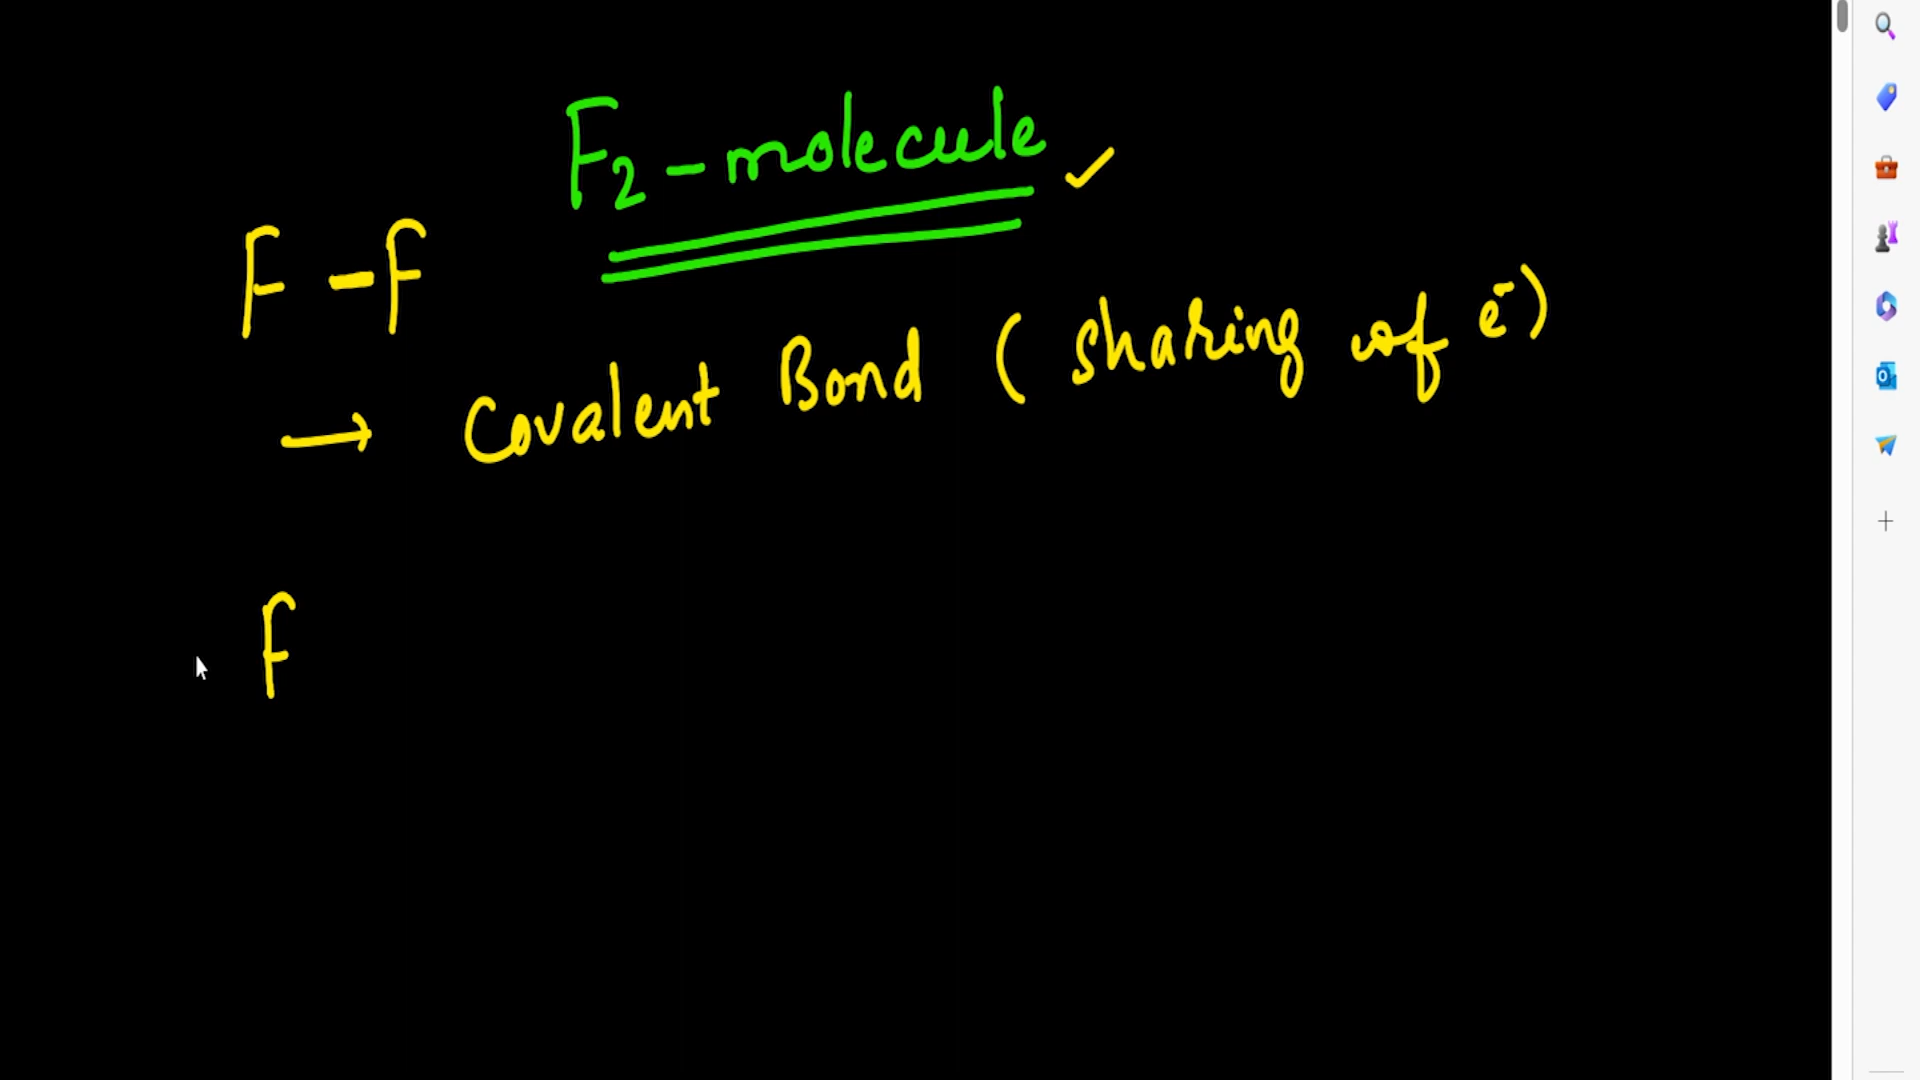 F₂ - molecule ✓
F - F
→ Covalent Bond (sharing of e⁻)
F